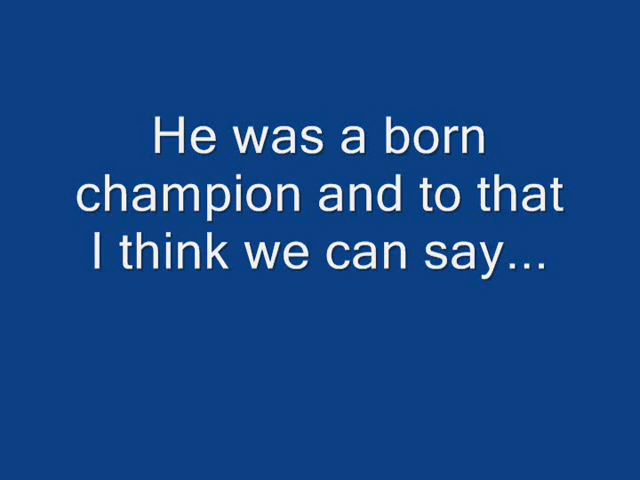 He was a born
champion and to that
I think we can say...